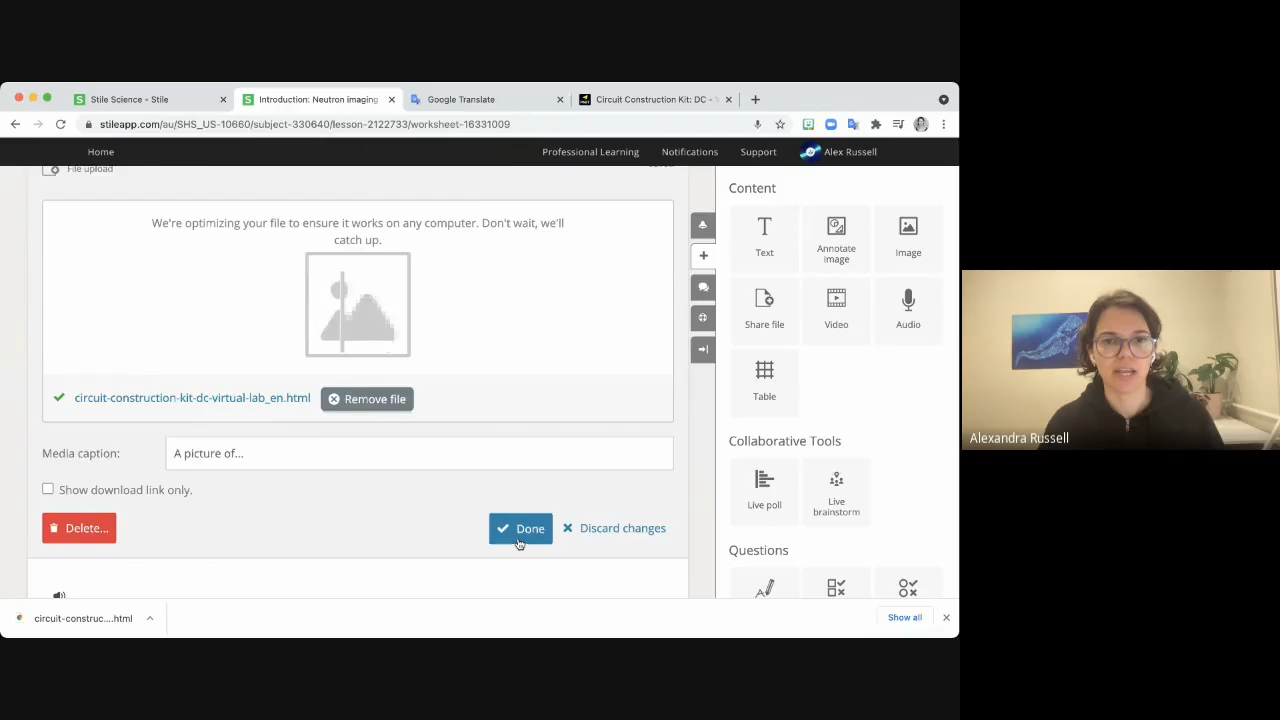 Stile Science - Stile
Introduction: Neutron imaging
Google Translate
Circuit Construction Kit: DC -
stileapp.com/au/SHS_US-10660/subject-330640/lesson-2122733/worksheet-16331009
Home
Professional Learning
Notifications
Support
Alex Russell
File upload
We're optimizing your file to ensure it works on any computer. Don't wait, we'll
catch up.
circuit-construction-kit-dc-virtual-lab_en.html
Remove file
Media caption:
A picture of...
Show download link only.
Delete...
Done
Discard changes
Content
Text
Annotate
image
Image
Share file
Video
Audio
Table
Collaborative Tools
Live poll
Live
brainstorm
Questions
circuit-construc....html
Show all
Alexandra Russell